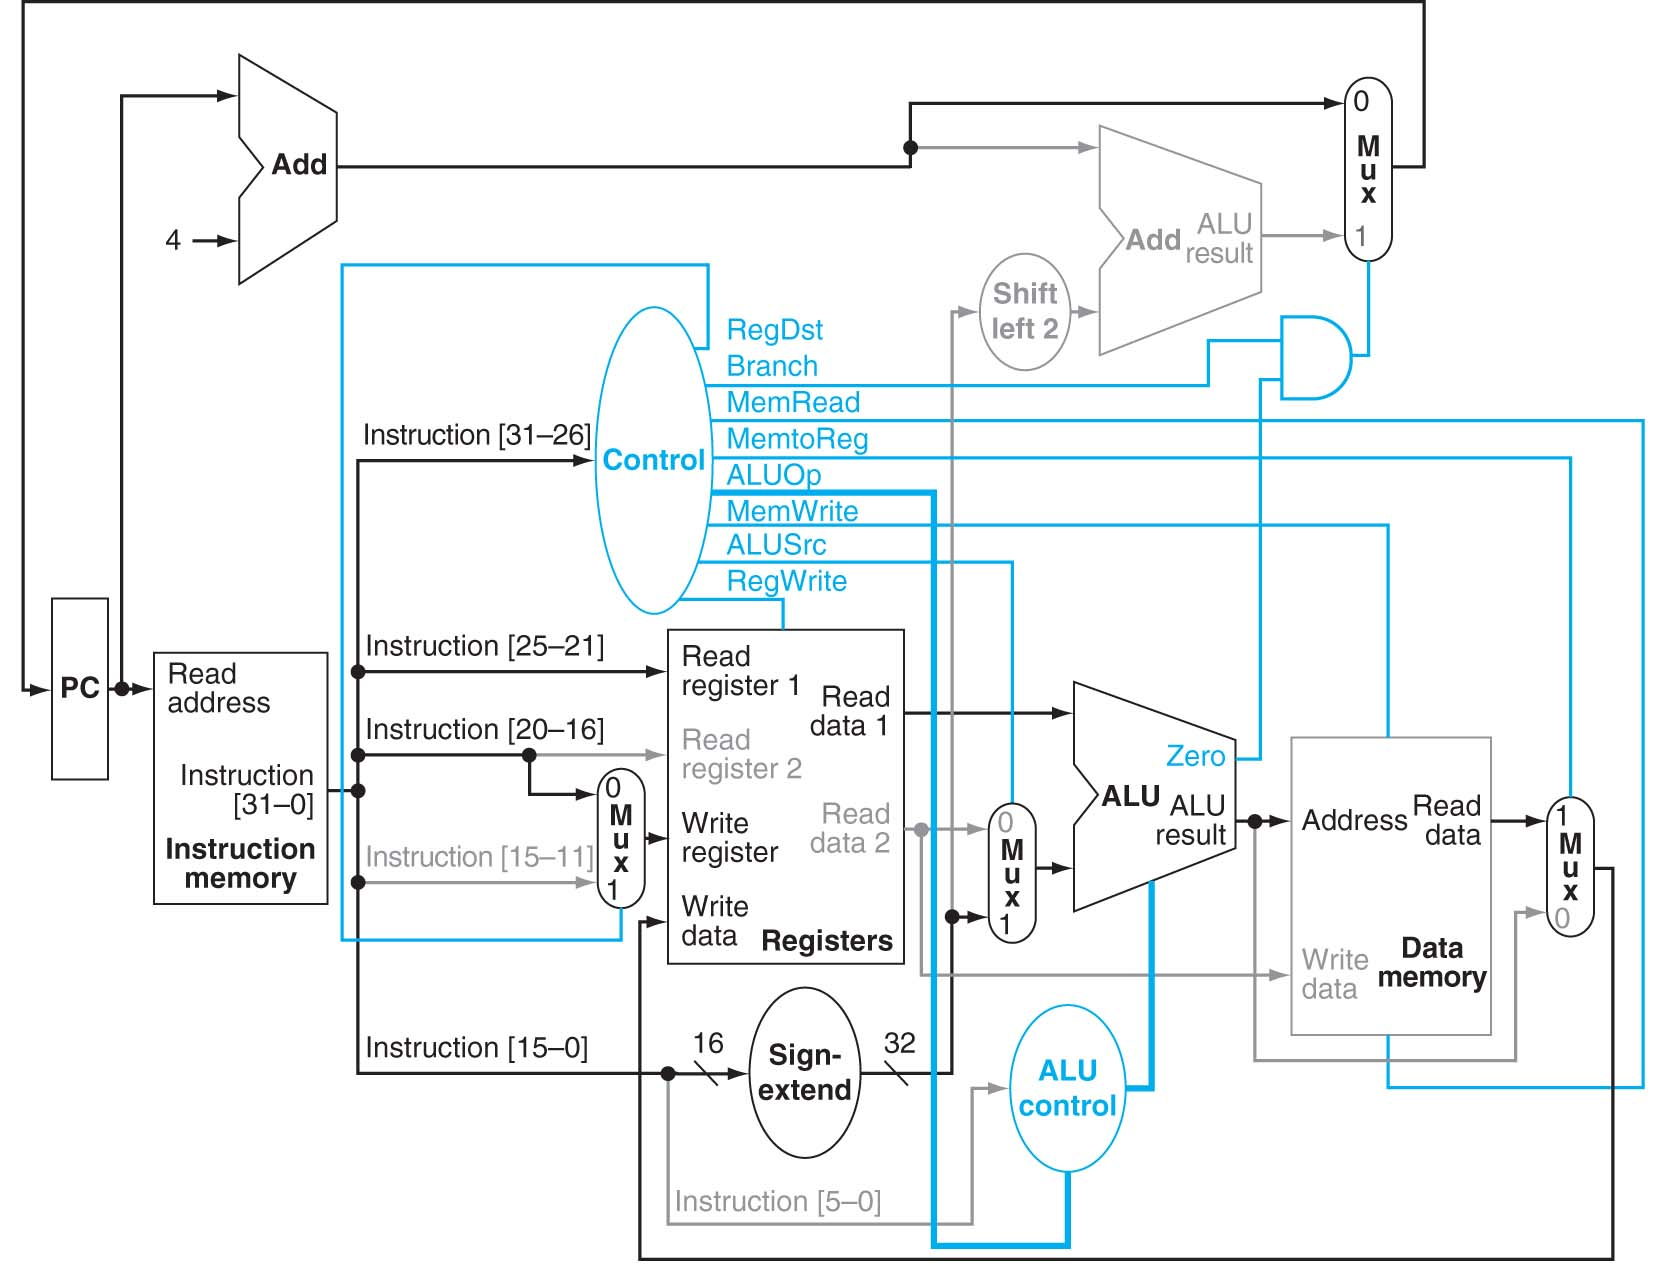 0
M
u
x
1
Add
4
Add
ALU
result
Shift
left 2
RegDst
Branch
MemRead
MemtoReg
ALUOp
MemWrite
ALUSrc
RegWrite
Control
Instruction [31–26]
PC
Read
address
Instruction
[31–0]
Instruction
memory
Instruction [25–21]
Instruction [20–16]
Instruction [15–11]
0
M
u
x
1
Read
register 1
Read
register 2
Write
register
Write
data
Read
data 1
Read
data 2
Registers
0
M
u
x
1
Zero
ALU
ALU
result
Address
Read
data
Write
data
Data
memory
1
M
u
x
0
Instruction [15–0]
16
Sign-
extend
32
ALU
control
Instruction [5–0]